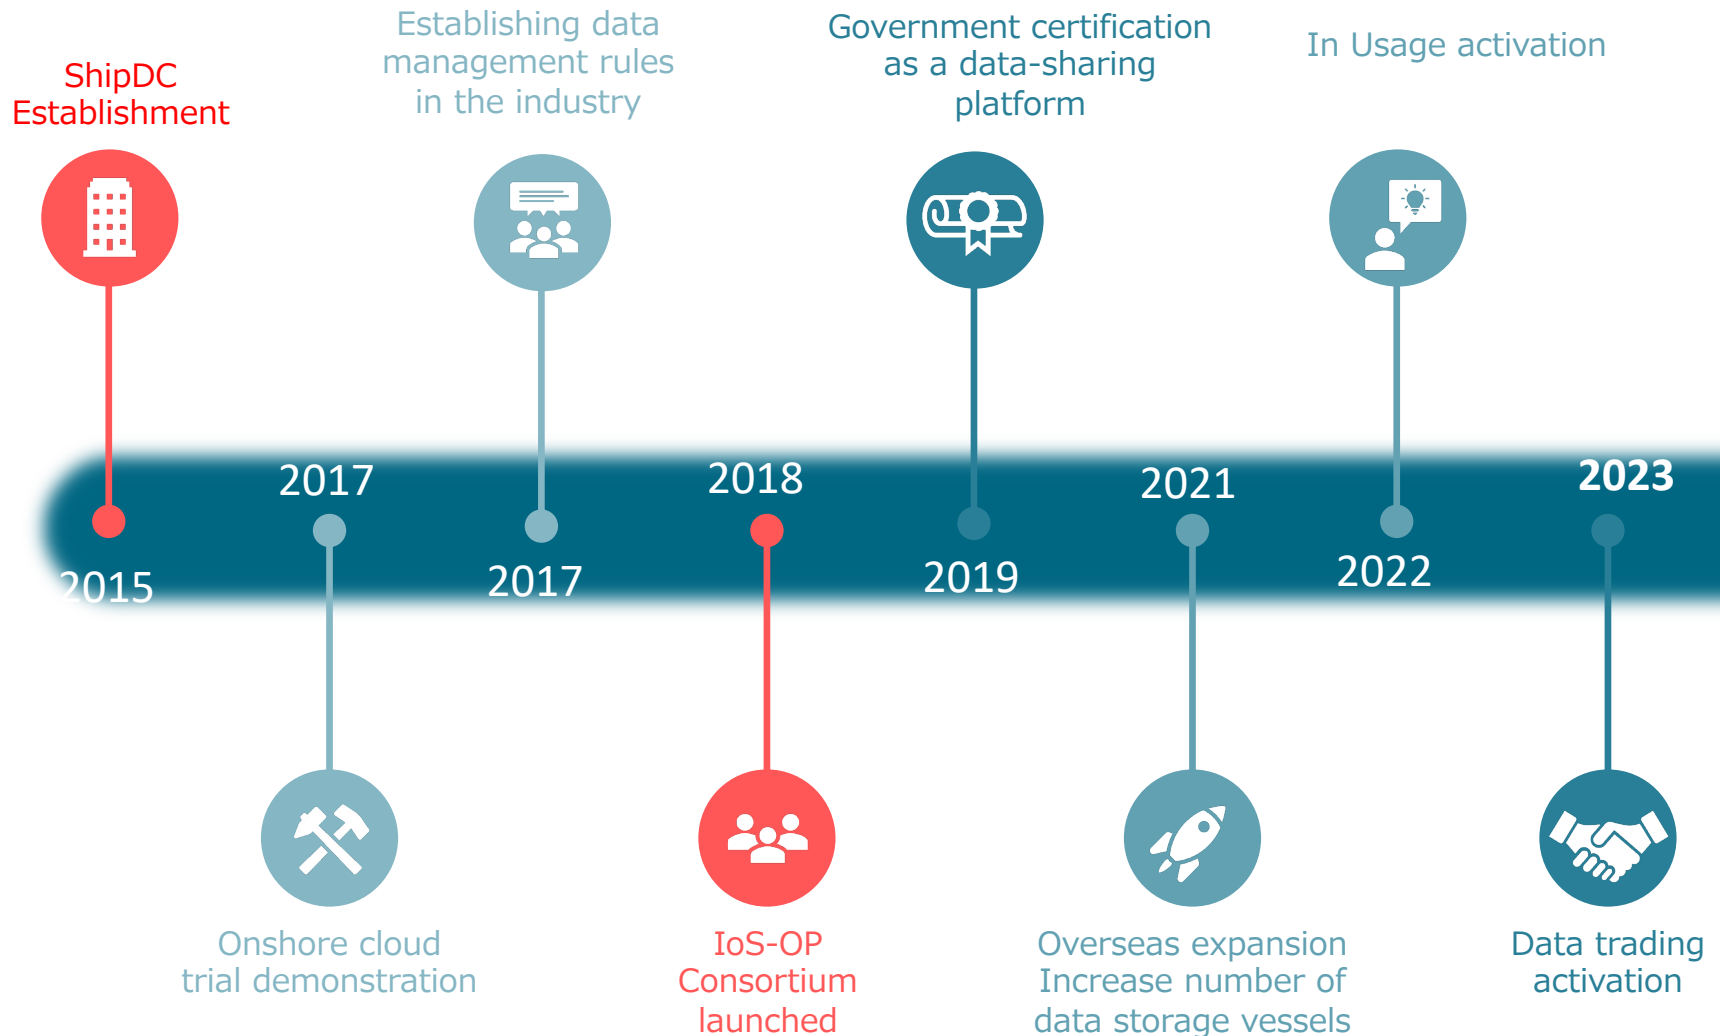 ShipDC
Establishment
Establishing data
management rules
in the industry
Government certification
as a data-sharing
platform
In Usage activation
2017
2018
2021
2023
2015
2017
2019
2022
Onshore cloud
trial demonstration
IoS-OP
Consortium
launched
Overseas expansion
Increase number of
data storage vessels
Data trading
activation